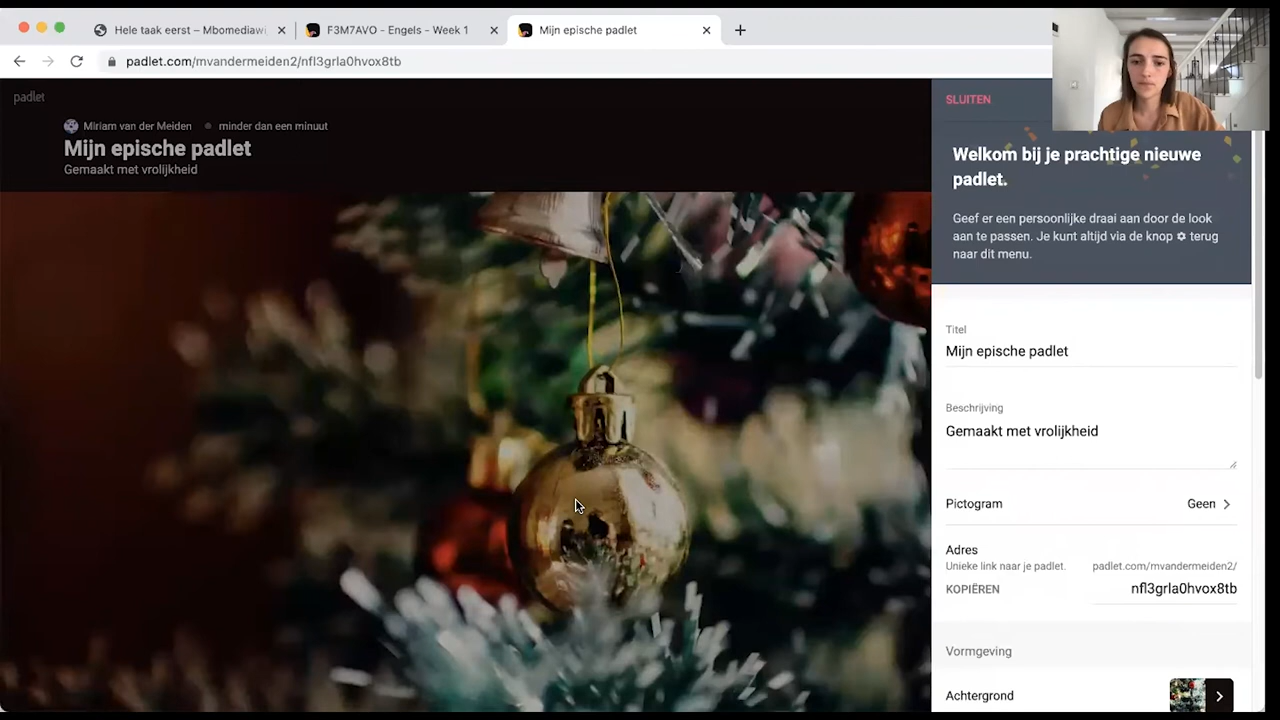 Hele taak eerst – Mbomediawi
F3M7AVO - Engels - Week 1
Mijn epische padlet
padlet.com/mvandermeiden2/nfl3grla0hvox8tb
padlet
Miriam van der Meiden
minder dan een minuut
Mijn epische padlet
Gemaakt met vrolijkheid
SLUITEN
Welkom bij je prachtige nieuwe
padlet.
Geef er een persoonlijke draai aan door de look
aan te passen. Je kunt altijd via de knop terug
naar dit menu.
Titel
Mijn epische padlet
Beschrijving
Gemaakt met vrolijkheid
Pictogram
Geen
Adres
Unieke link naar je padlet.
padlet.com/mvandermeiden2/
KOPIËREN
nfl3grla0hvox8tb
Vormgeving
Achtergrond